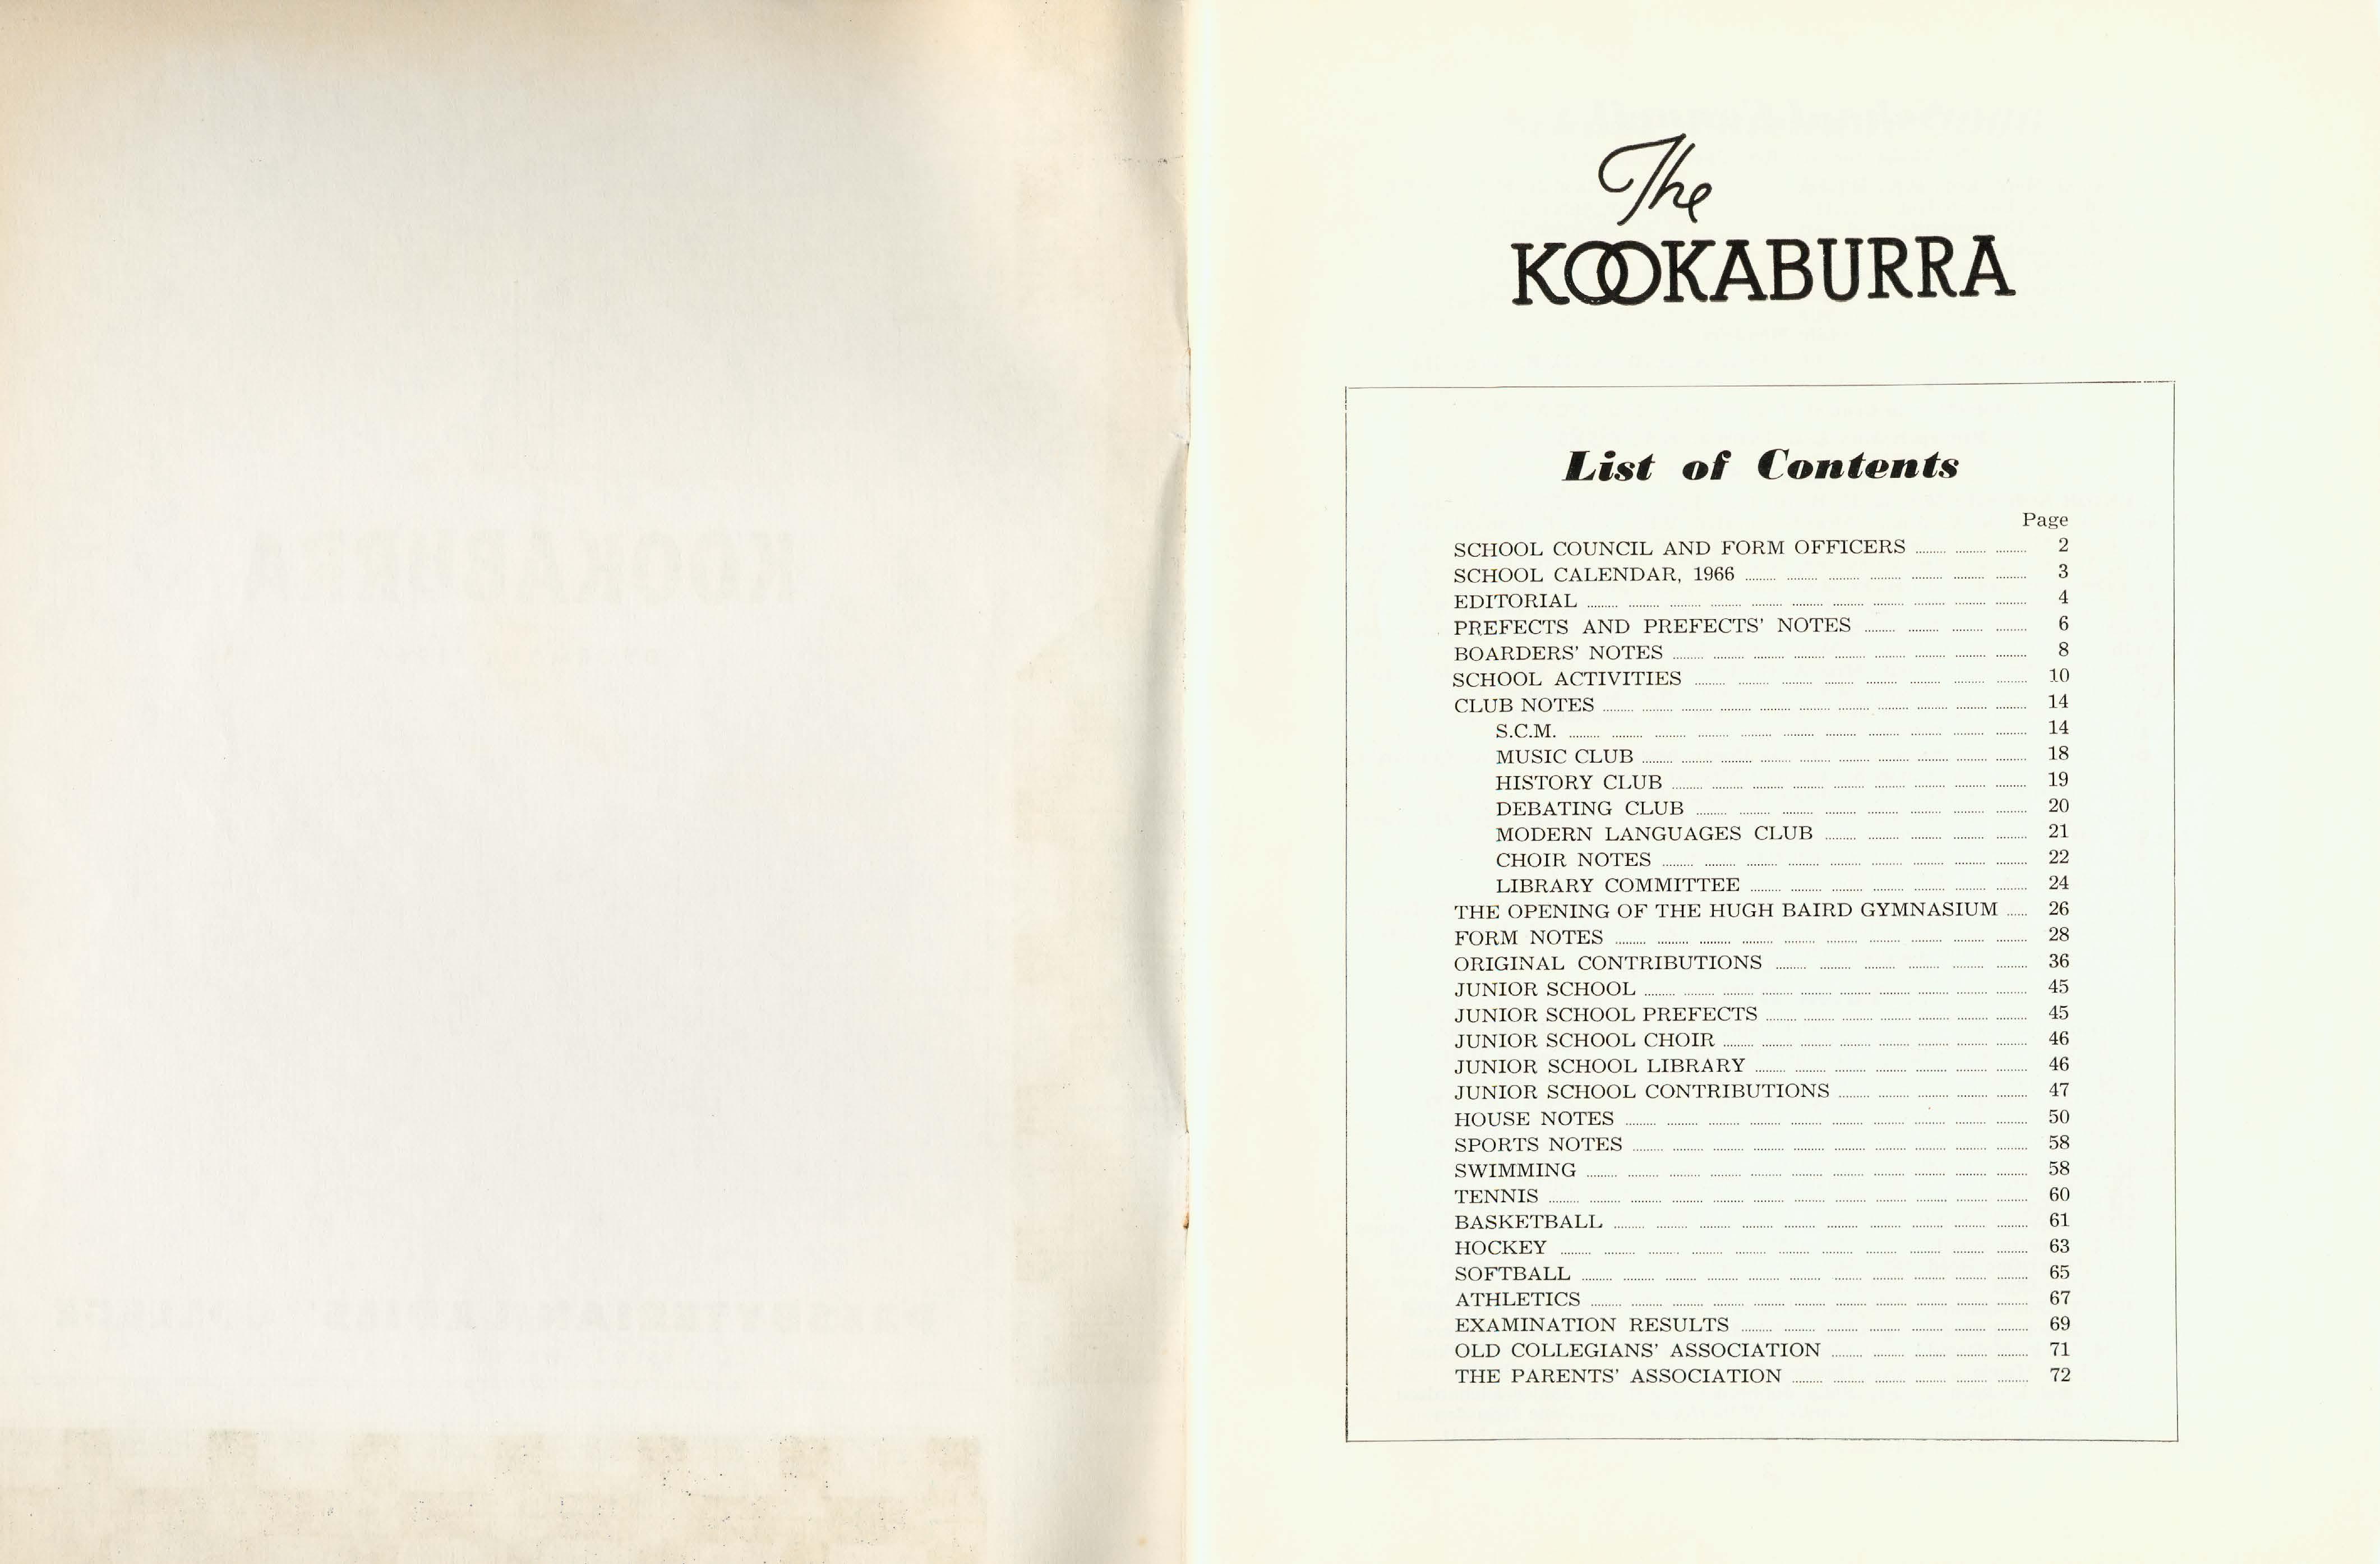 The
KOOKABURRA
List of Contents
Page
SCHOOL COUNCIL AND FORM OFFICERS 2
SCHOOL CALENDAR, 1966 3
EDITORIAL 4
PREFECTS AND PREFECTS' NOTES 6
BOARDERS' NOTES 8
SCHOOL ACTIVITIES 10
CLUB NOTES 14
S.C.M. 14
MUSIC CLUB 18
HISTORY CLUB 19
DEBATING CLUB 20
MODERN LANGUAGES CLUB 21
CHOIR NOTES 22
LIBRARY COMMITTEE 24
THE OPENING OF THE HUGH BAIRD GYMNASIUM 26
FORM NOTES 28
ORIGINAL CONTRIBUTIONS 36
JUNIOR SCHOOL 45
JUNIOR SCHOOL PREFECTS 45
JUNIOR SCHOOL CHOIR 46
JUNIOR SCHOOL LIBRARY 46
JUNIOR SCHOOL CONTRIBUTIONS 47
HOUSE NOTES 50
SPORTS NOTES 58
SWIMMING 58
TENNIS 60
BASKETBALL 61
HOCKEY 63
SOFTBALL 65
ATHLETICS 67
EXAMINATION RESULTS 69
OLD COLLEGIANS' ASSOCIATION 71
THE PARENTS' ASSOCIATION 72